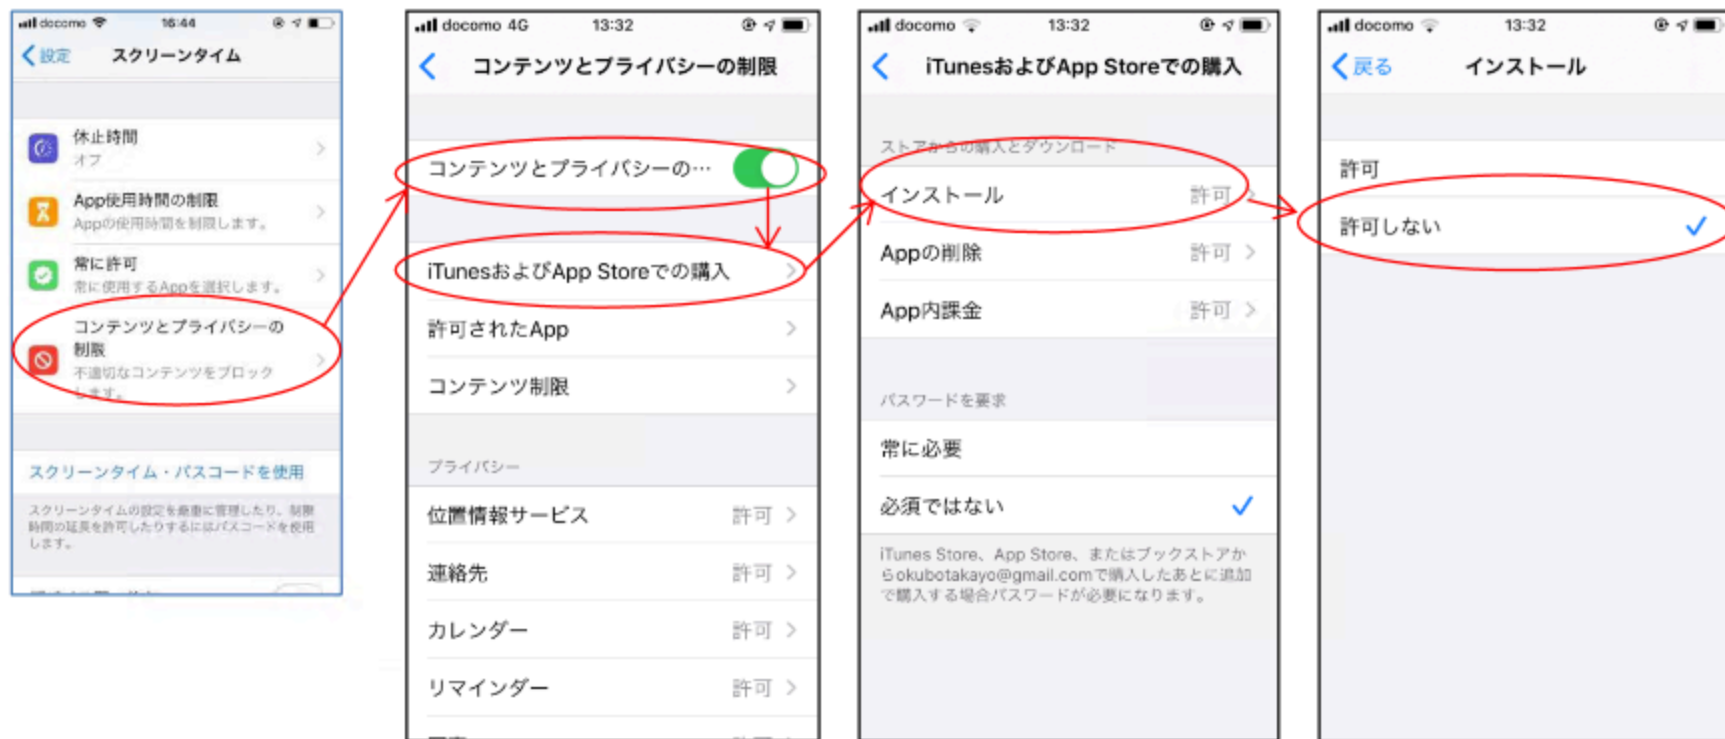 docomo
16:44
設定
スクリーンタイム
休止時間
オフ
App使用時間の制限
Appの使用時間を制限します。
常に許可
常に使用するAppを選択します。
コンテンツとプライバシーの
制限
不適切なコンテンツをブロック
します。
スクリーンタイム・パスコードを使用
スクリーンタイムの設定を厳重に管理したり、制限
時間の延長を許可したりするにはパスコードを使用
します。
docomo 4G
13:32
コンテンツとプライバシーの制限
コンテンツとプライバシーの…
iTunesおよびApp Storeでの購入
許可されたApp
コンテンツ制限
プライバシー
位置情報サービス 許可
連絡先 許可
カレンダー 許可
リマインダー 許可
docomo
13:32
iTunesおよびApp Storeでの購入
ストアからの購入とダウンロード
インストール 許可
Appの削除 許可
App内課金 許可
パスワードを要求
常に必要
必須ではない
iTunes Store、App Store、またはブックストアか
らokubotakayo@gmail.comで購入したあとに追加
で購入する場合パスワードが必要になります。
docomo
13:32
戻る
インストール
許可
許可しない